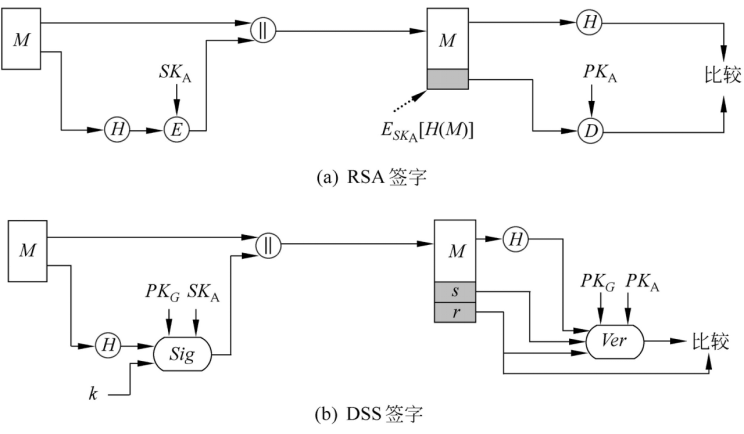 M
||
M
H
SK_A
PK_A
比较
H
E
E_{SK_A}[H(M)]
D
(a) RSA 签字
M
||
M
H
PK_G SK_A
s
PK_G PK_A
r
H
Sig
Ver
比较
k
(b) DSS 签字